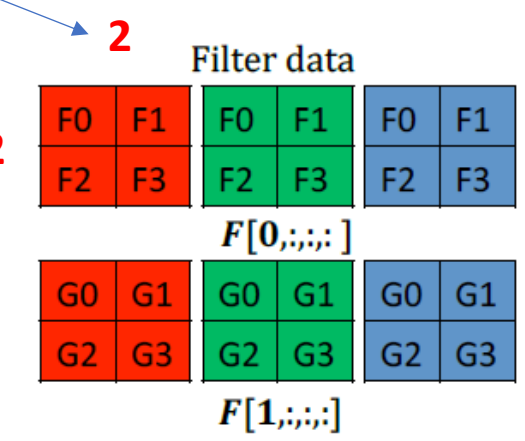 2
Filter data
F0 F1 F0 F1 F0 F1
2
F2 F3 F2 F3 F2 F3
F[0,:,:,: ]
G0 G1 G0 G1 G0 G1
G2 G3 G2 G3 G2 G3
F[1,:,:,:]